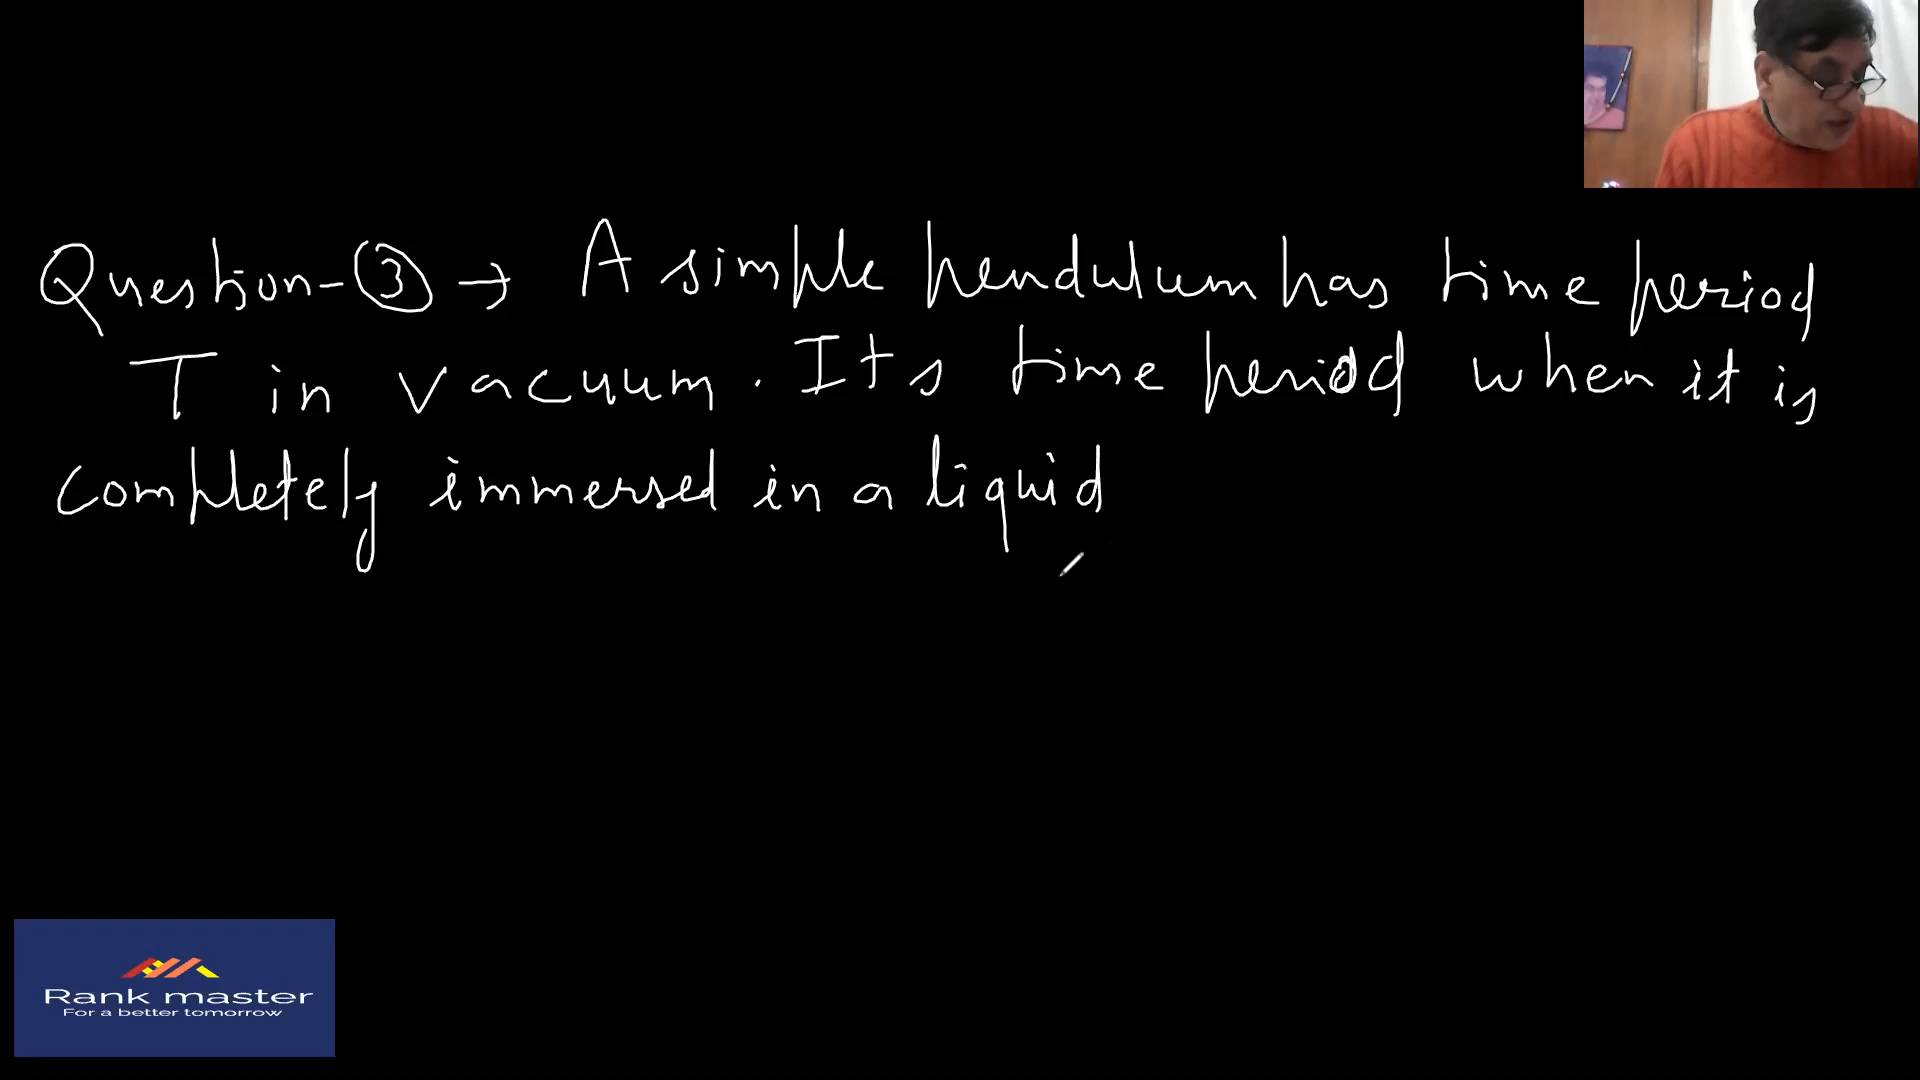 Question-③ → A simple pendulum has time period
T in vacuum. Its time period when it is
completely immersed in a liquid
Rank master
For a better tomorrow